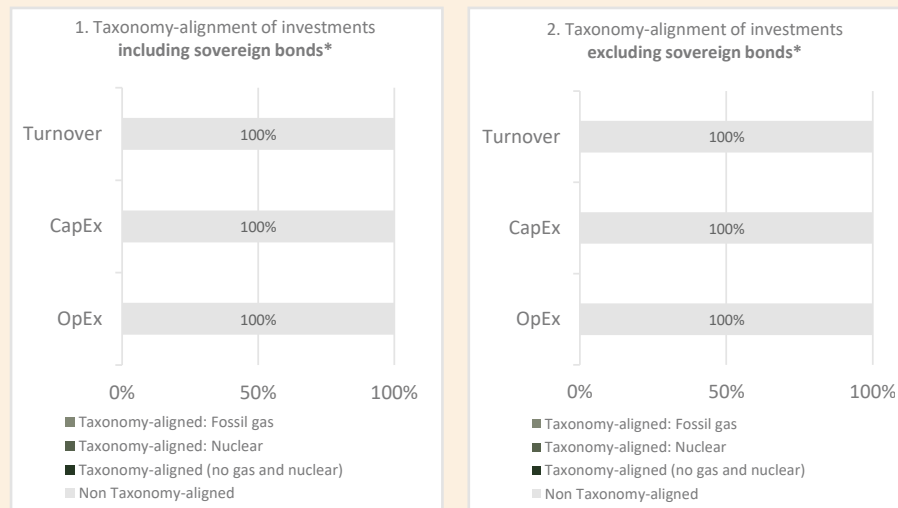 1. Taxonomy-alignment of investments
including sovereign bonds*
Turnover
100%
CapEx
100%
OpEx
100%
0%
50%
100%
Taxonomy-aligned: Fossil gas
Taxonomy-aligned: Nuclear
Taxonomy-aligned (no gas and nuclear)
Non Taxonomy-aligned
2. Taxonomy-alignment of investments
excluding sovereign bonds*
Turnover
100%
CapEx
100%
OpEx
100%
0%
50%
100%
Taxonomy-aligned: Fossil gas
Taxonomy-aligned: Nuclear
Taxonomy-aligned (no gas and nuclear)
Non Taxonomy-aligned